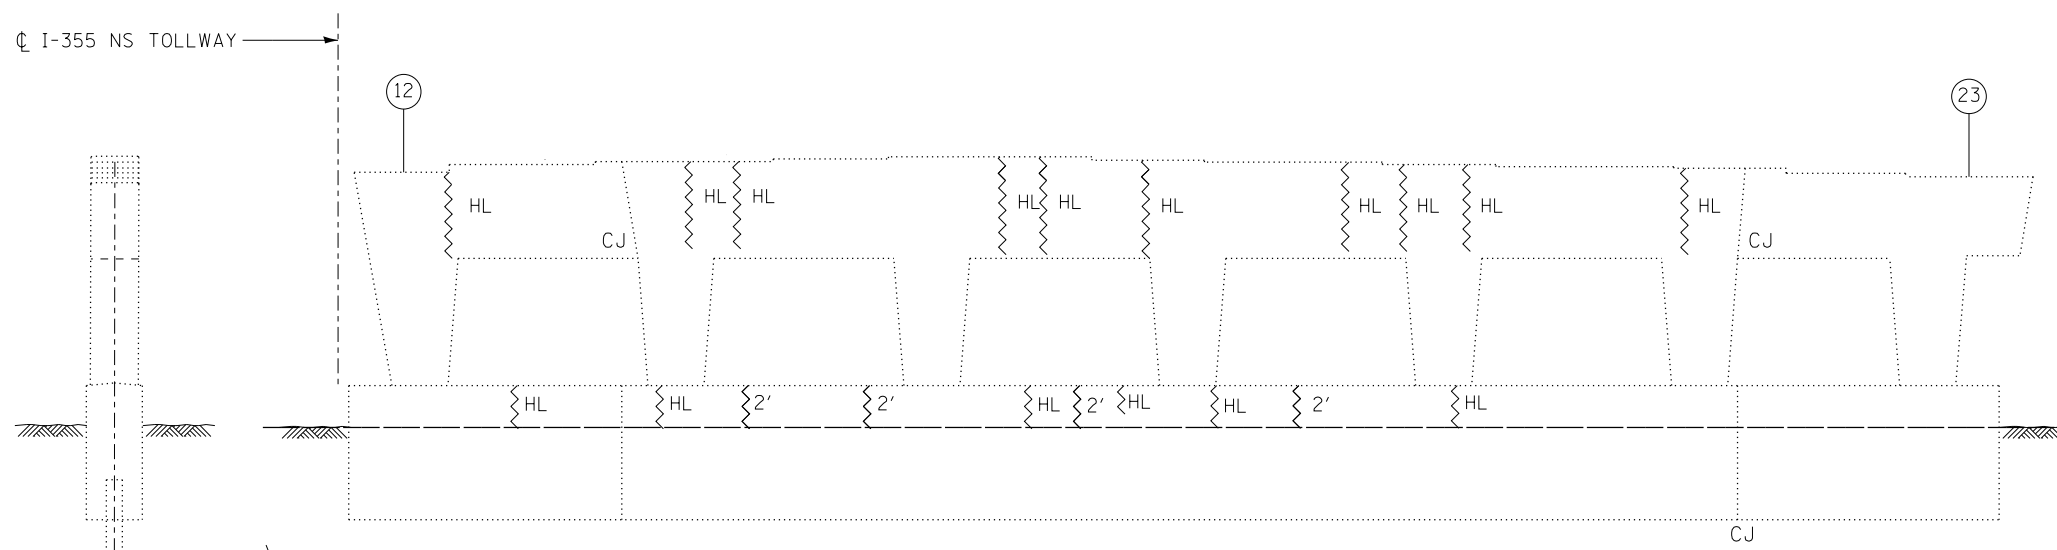 ℄ I-355 NS TOLLWAY
12
23
HL HL HL HL HL HL HL HL HL HL
CJ CJ
HL HL 2' 2' HL 2' HL HL 2' HL
CJ